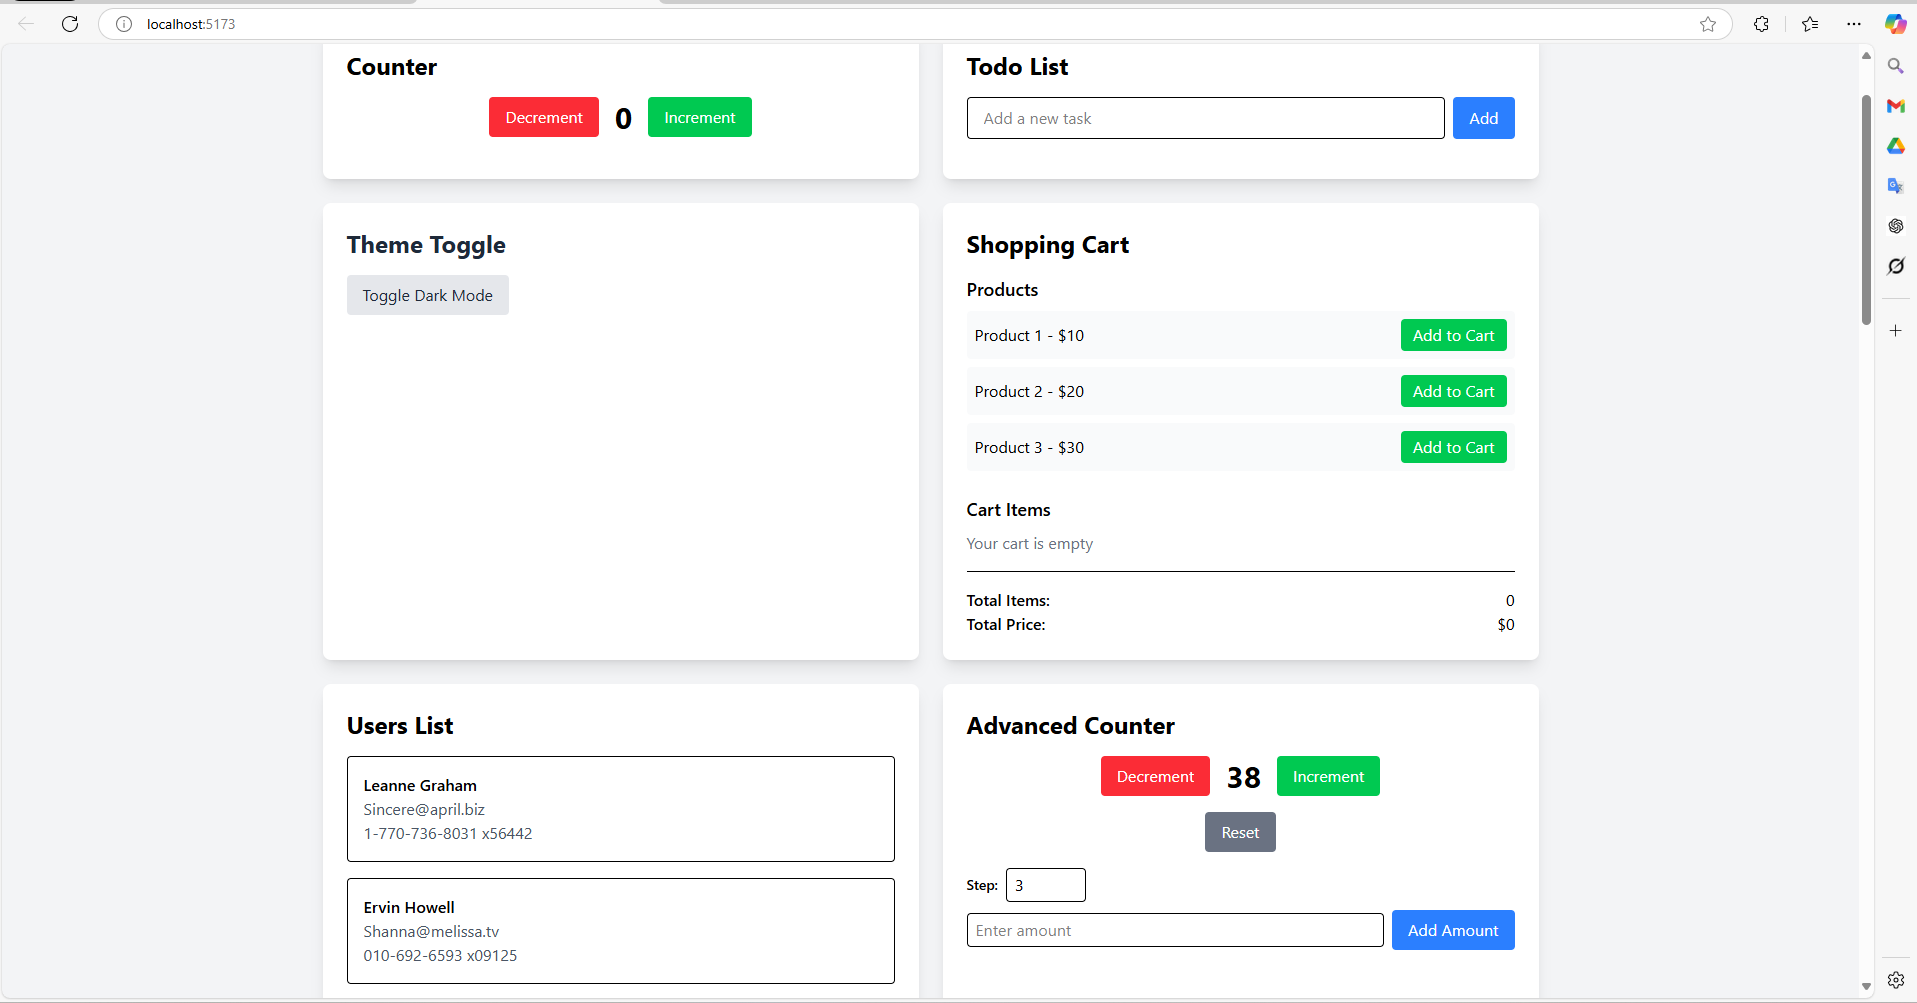 localhost:5173
Counter
Decrement 0 Increment
Todo List
Add a new task Add
Theme Toggle
Toggle Dark Mode
Shopping Cart
Products
Product 1 - $10 Add to Cart
Product 2 - $20 Add to Cart
Product 3 - $30 Add to Cart
Cart Items
Your cart is empty
Total Items: 0
Total Price: $0
Users List
Leanne Graham
Sincere@april.biz
1-770-736-8031 x56442
Ervin Howell
Shanna@melissa.tv
010-692-6593 x09125
Advanced Counter
Decrement 38 Increment
Reset
Step: 3
Enter amount Add Amount